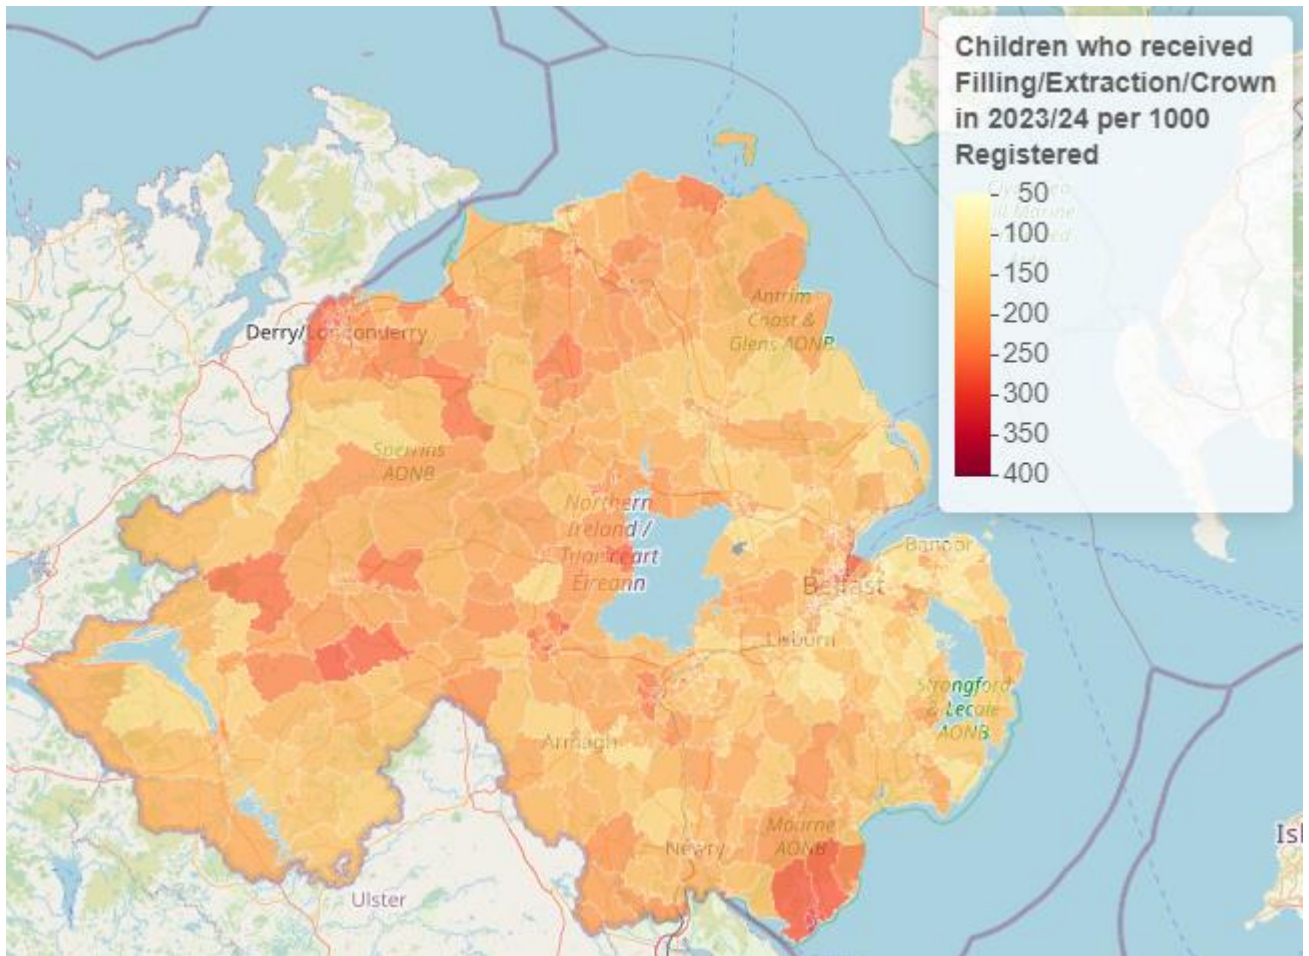 Children who received
Filling/Extraction/Crown
in 2023/24 per 1000
Registered
50
100
150
200
250
300
350
400
Derry/Londonderry
Antrim
Coast &
Glens AONB
Sperrins
AONB
Northern
Ireland /
Tuaisceart
Éireann
Bangor
Belfast
Lisburn
Strangford
& Lecale
AONB
Armagh
Mourne
AONB
Newry
Ulster
Isl